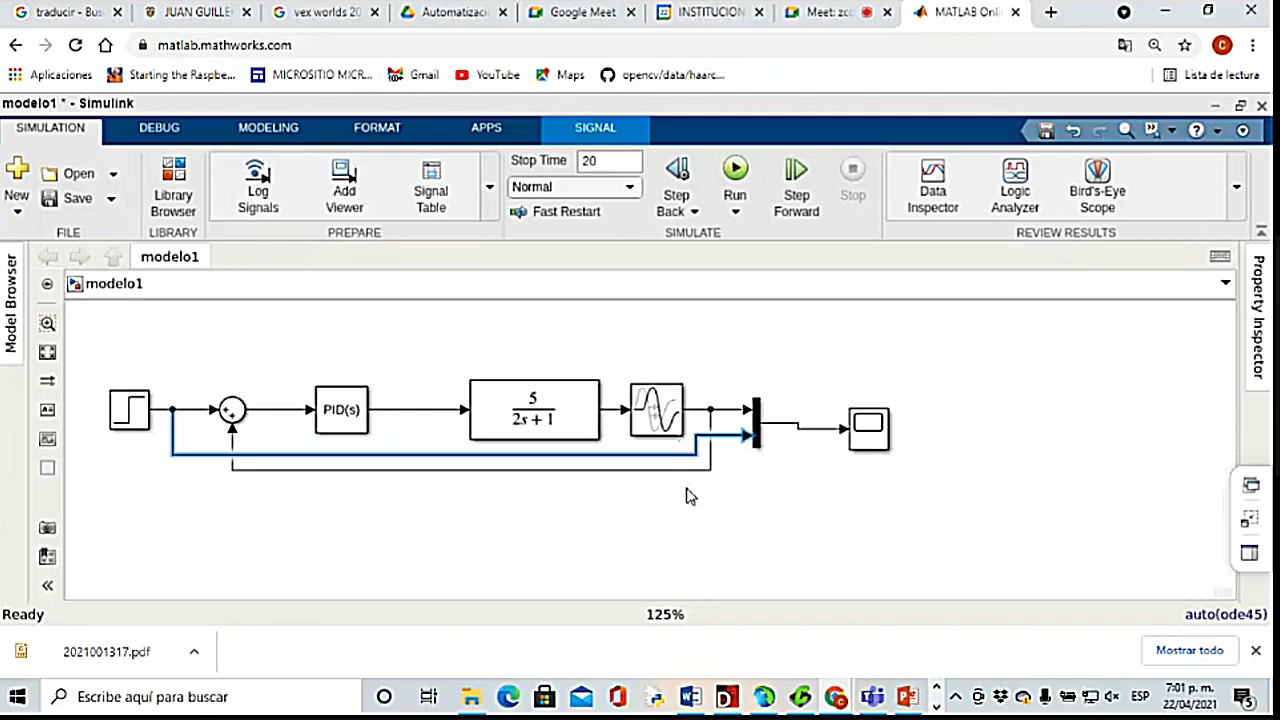 traducir - Bus
JUAN GUILLE
vex worlds 20
Automatizaci
Google Meet
INSTITUCION
Meet: zco
MATLAB Onli
matlab.mathworks.com
Aplicaciones
Starting the Raspbe...
MICROSITIO MICR...
Gmail
YouTube
Maps
opencv/data/haarc...
Lista de lectura
modelo1 * - Simulink
SIMULATION
DEBUG
MODELING
FORMAT
APPS
SIGNAL
New
Open
Save
FILE
Library
Browser
LIBRARY
Log
Signals
Add
Viewer
Signal
Table
PREPARE
Stop Time 20
Normal
Fast Restart
Step
Back
Run
Step
Forward
Stop
SIMULATE
Data
Inspector
Logic
Analyzer
Bird's-Eye
Scope
REVIEW RESULTS
Model Browser
modelo1
modelo1
Property Inspector
PID(s)
5
2s + 1
Ready
125%
auto(ode45)
2021001317.pdf
Mostrar todo
Escribe aquí para buscar
ESP
7:01 p. m.
22/04/2021
5